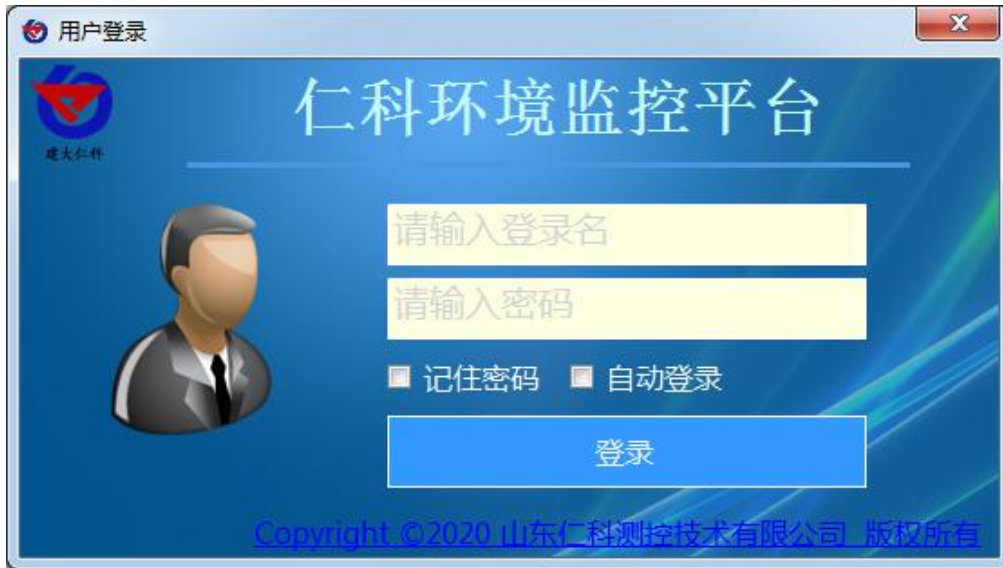 用户登录
仁科环境监控平台
建大仁科
请输入登录名
请输入密码
记住密码 自动登录
登录
Copyright ©2020 山东仁科测控技术有限公司 版权所有